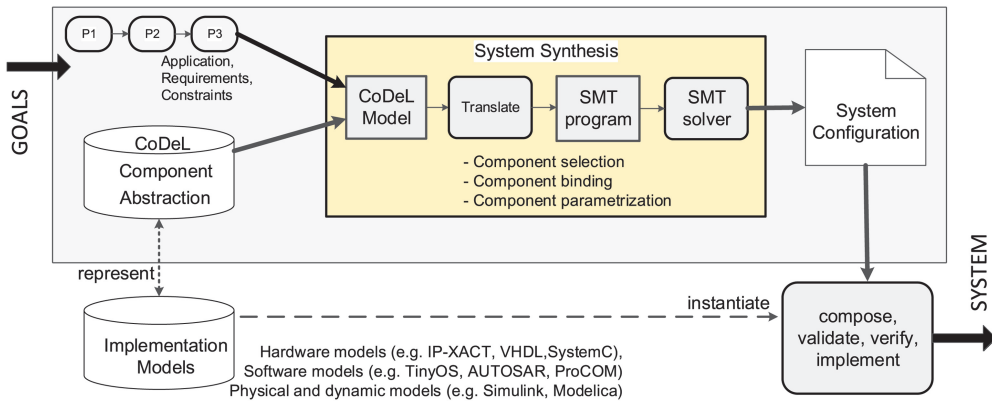 P1
P2
P3
Application,
Requirements,
Constraints
GOALS
System Synthesis
CoDeL
Model
Translate
SMT
program
SMT
solver
- Component selection
- Component binding
- Component parametrization
System
Configuration
CoDeL
Component
Abstraction
represent
Implementation
Models
instantiate
Hardware models (e.g. IP-XACT, VHDL,SystemC),
Software models (e.g. TinyOS, AUTOSAR, ProCOM)
Physical and dynamic models (e.g. Simulink, Modelica)
compose,
validate, verify,
implement
SYSTEM